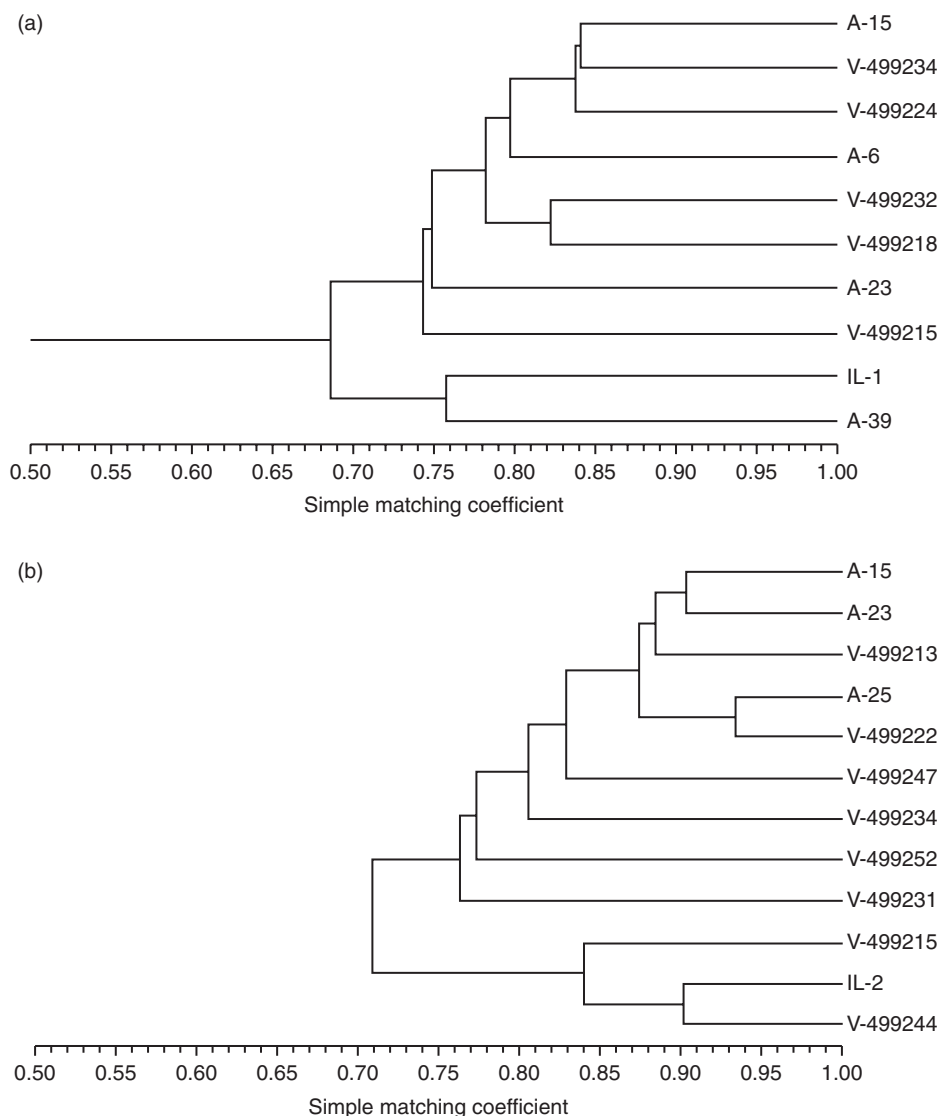 (a)
A-15
V-499234
V-499224
A-6
V-499232
V-499218
A-23
V-499215
IL-1
A-39
0.50 0.55 0.60 0.65 0.70 0.75 0.80 0.85 0.90 0.95 1.00
Simple matching coefficient
(b)
A-15
A-23
V-499213
A-25
V-499222
V-499247
V-499234
V-499252
V-499231
V-499215
IL-2
V-499244
0.50 0.55 0.60 0.65 0.70 0.75 0.80 0.85 0.90 0.95 1.00
Simple matching coefficient